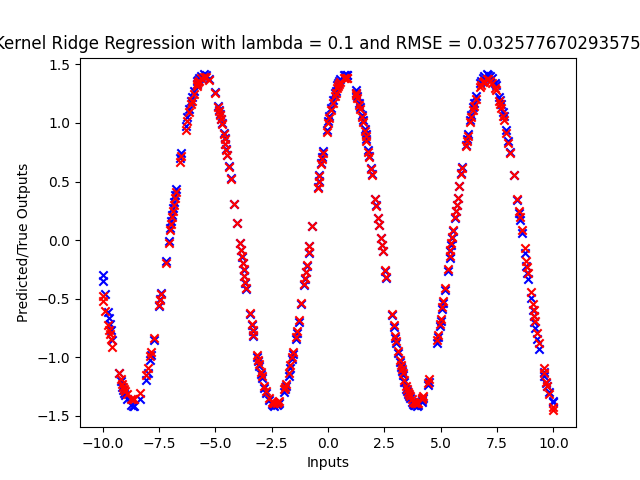 Kernel Ridge Regression with lambda = 0.1 and RMSE = 0.032577670293575
Predicted/True Outputs
1.5
1.0
0.5
0.0
−0.5
−1.0
−1.5
−10.0 −7.5 −5.0 −2.5 0.0 2.5 5.0 7.5 10.0
Inputs